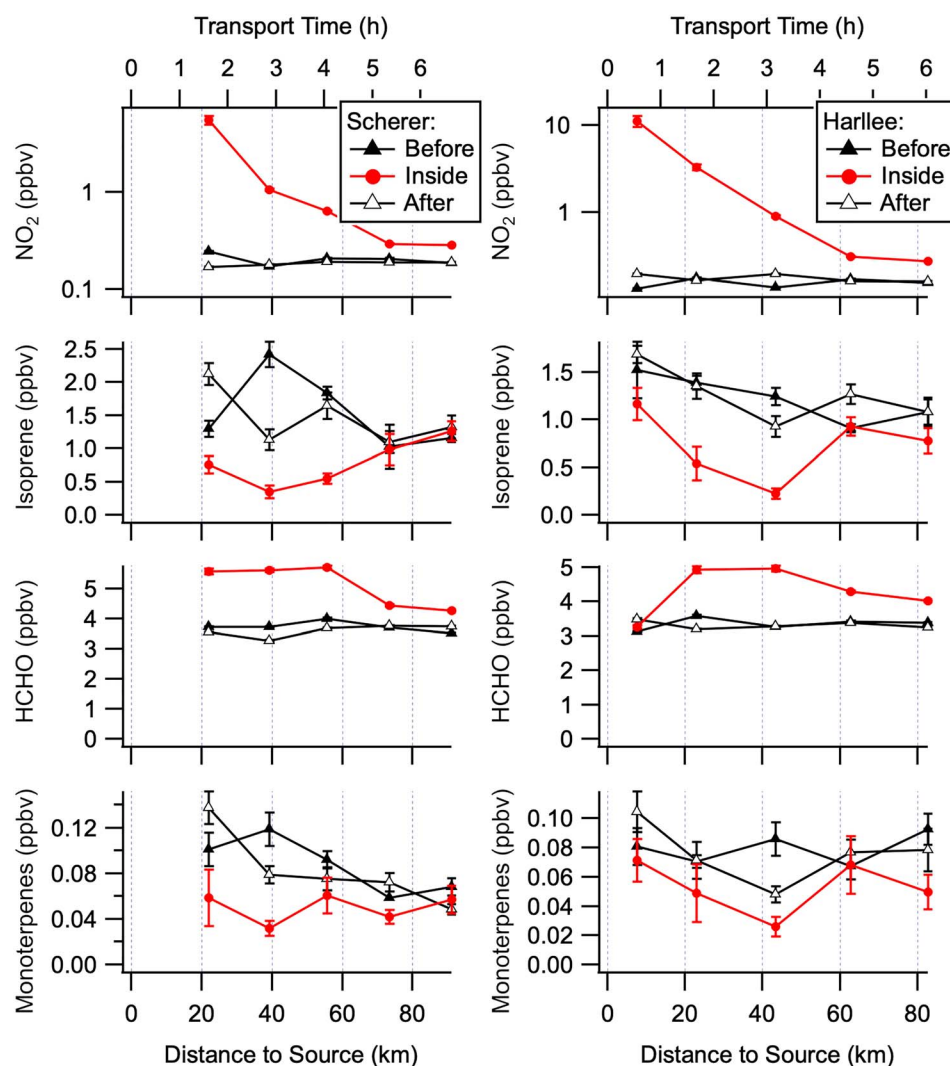 Transport Time (h)
0 1 2 3 4 5 6
NO2 (ppbv)
1
0.1
Scherer:
Before
Inside
After
Isoprene (ppbv)
2.5
2.0
1.5
1.0
0.5
0.0
HCHO (ppbv)
5
4
3
2
1
0
Monoterpenes (ppbv)
0.12
0.08
0.04
0.00
0 20 40 60 80
Distance to Source (km)
Transport Time (h)
0 1 2 3 4 5 6
NO2 (ppbv)
10
1
Harllee:
Before
Inside
After
Isoprene (ppbv)
1.5
1.0
0.5
0.0
HCHO (ppbv)
5
4
3
2
1
0
Monoterpenes (ppbv)
0.10
0.08
0.06
0.04
0.02
0.00
0 20 40 60 80
Distance to Source (km)